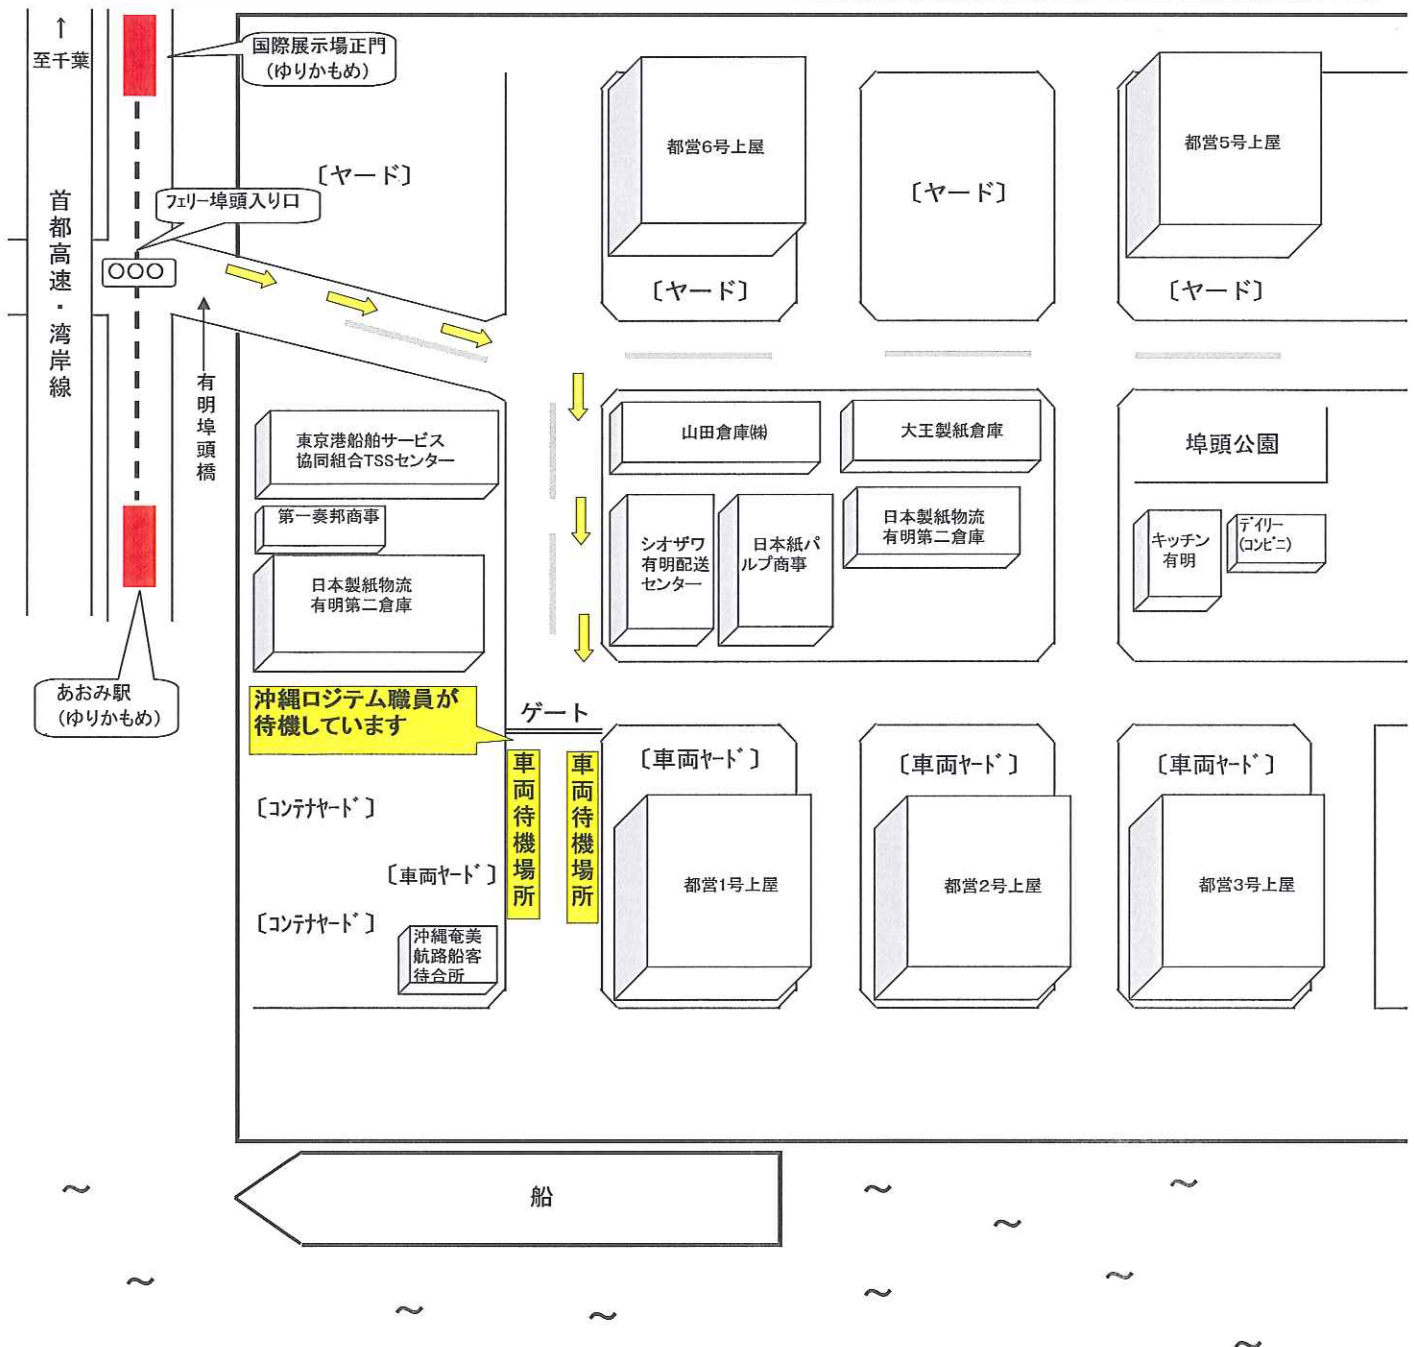 ↑
至千葉
国際展示場正門
(ゆりかもめ)
首都高速・湾岸線
フェリー埠頭入り口
有明埠頭橋
あおみ駅
(ゆりかもめ)
〔ヤード〕
都営6号上屋
〔ヤード〕
〔ヤード〕
都営5号上屋
〔ヤード〕
東京港船舶サービス
協同組合TSSセンター
第一奏邦商事
日本製紙物流
有明第二倉庫
山田倉庫㈱
大王製紙倉庫
シオザワ
有明配送
センター
日本紙パ
ルプ商事
日本製紙物流
有明第二倉庫
埠頭公園
キッチン
有明
デイリー
(コンビニ)
沖縄ロジテム職員が
待機しています
ゲート
車両待機場所
車両待機場所
〔コンテナヤード〕
〔車両ヤード〕
〔コンテナヤード〕
沖縄奄美
航路船客
待合所
〔車両ヤード〕
都営1号上屋
〔車両ヤード〕
都営2号上屋
〔車両ヤード〕
都営3号上屋
船